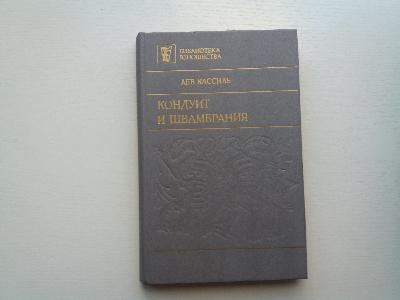 БИБЛИОТЕКА
ЮНОШЕСТВА
ЛЕВ КАССИЛЬ
КОНДУИТ
И ШВАМБРАНИЯ